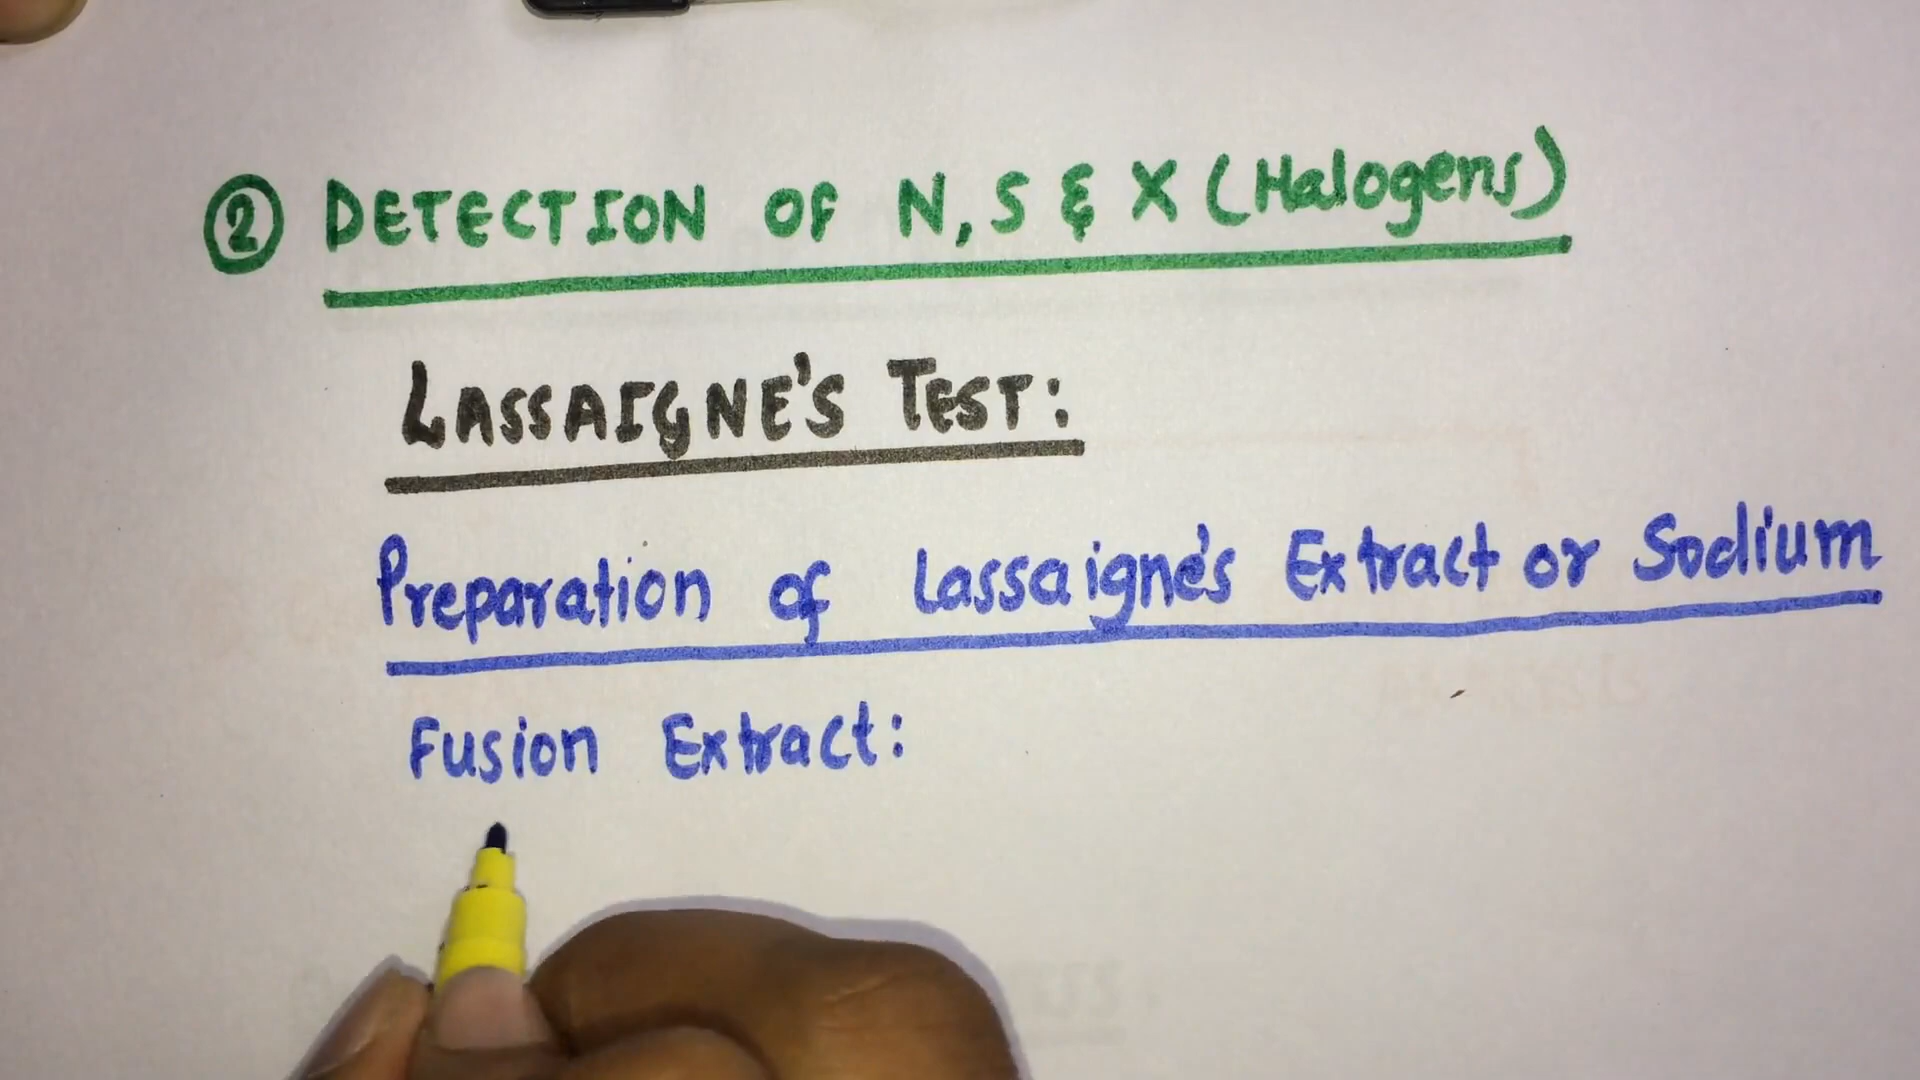 ② DETECTION OF N, S & X (Halogens)
LASSAIGNE'S TEST:
Preparation of Lassaigne's Extract or Sodium
Fusion Extract: